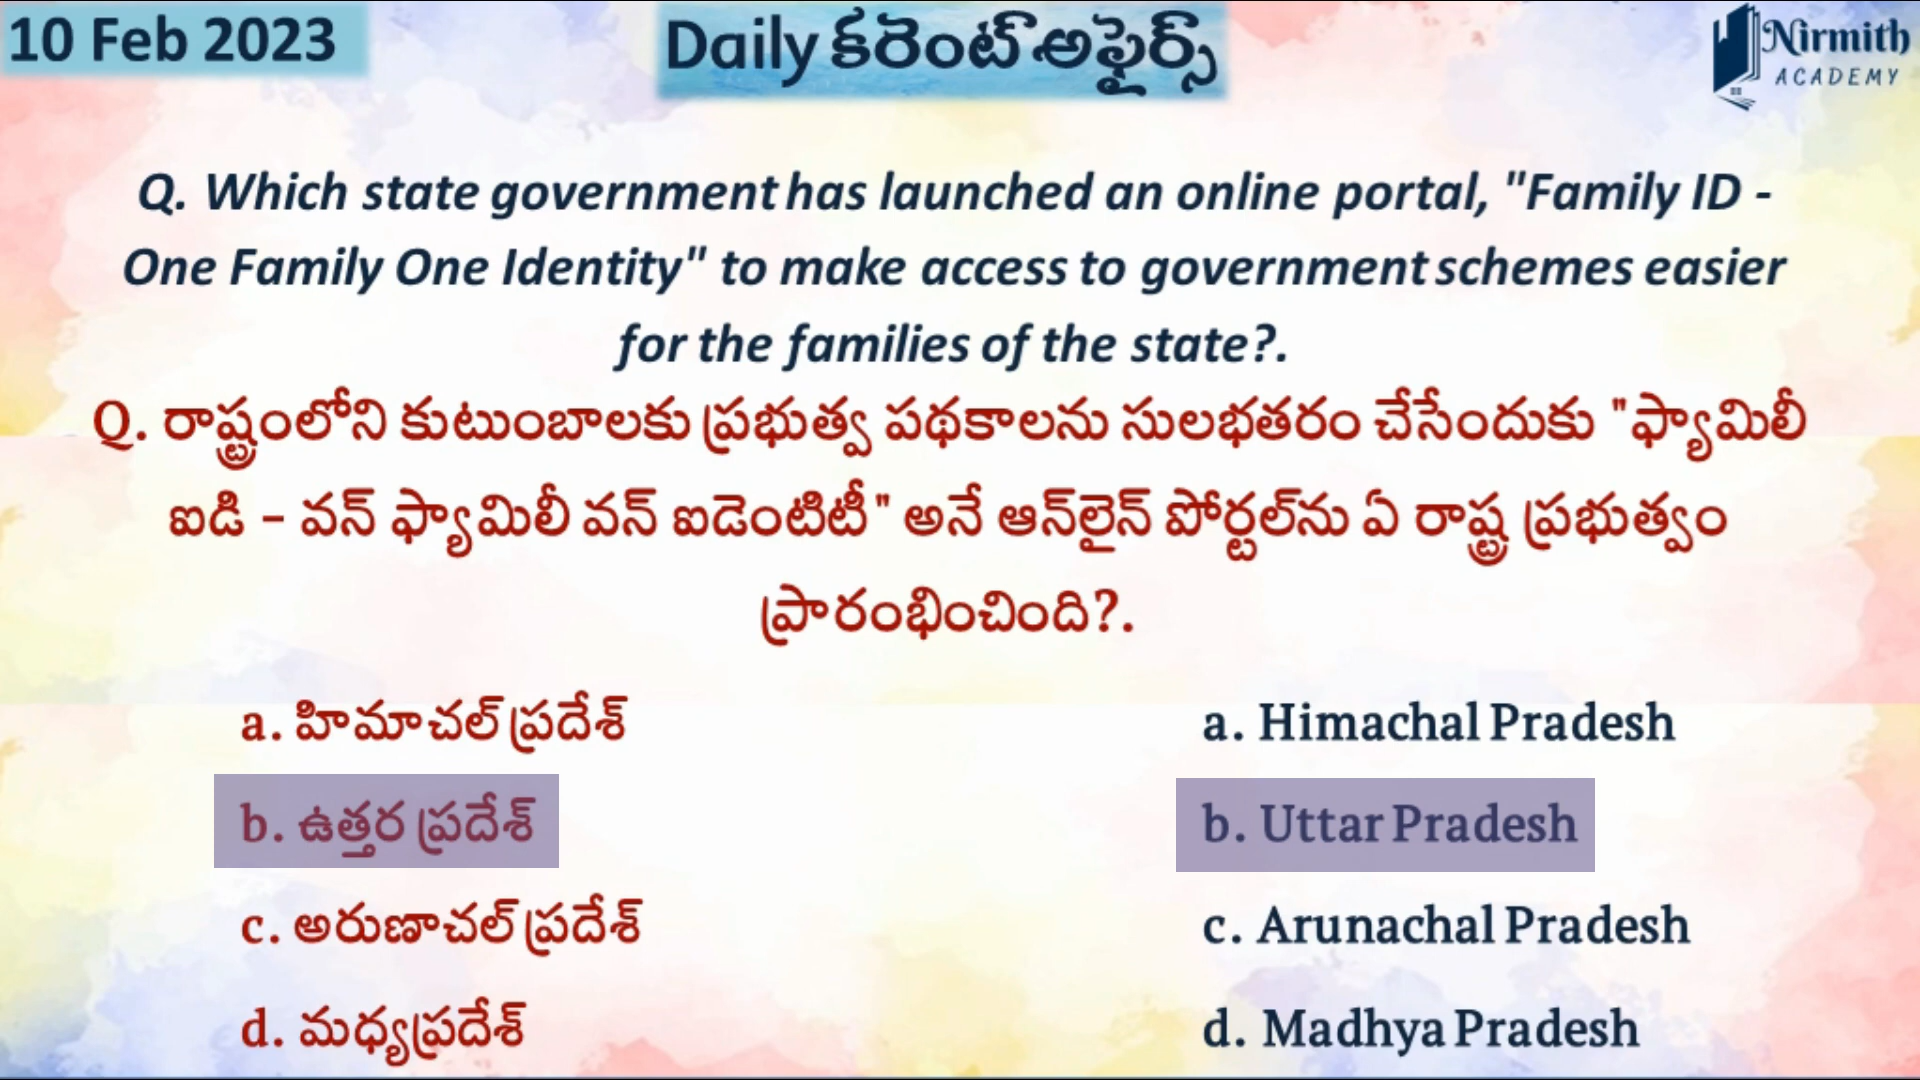 10 Feb 2023
Daily కరెంట్ అఫైర్స్
Nirmith
ACADEMY
Q. Which state government has launched an online portal, "Family ID -
One Family One Identity" to make access to government schemes easier
for the families of the state?.
Q. రాష్ట్రంలోని కుటుంబాలకు ప్రభుత్వ పథకాలను సులభతరం చేసేందుకు "ఫ్యామిలీ
ఐడి – వన్ ఫ్యామిలీ వన్ ఐడెంటిటీ" అనే ఆన్‌లైన్ పోర్టల్‌ను ఏ రాష్ట్ర ప్రభుత్వం
ప్రారంభించింది?.
a. హిమాచల్ ప్రదేశ్
b. ఉత్తర ప్రదేశ్
c. అరుణాచల్ ప్రదేశ్
d. మధ్యప్రదేశ్
a. Himachal Pradesh
b. Uttar Pradesh
c. Arunachal Pradesh
d. Madhya Pradesh